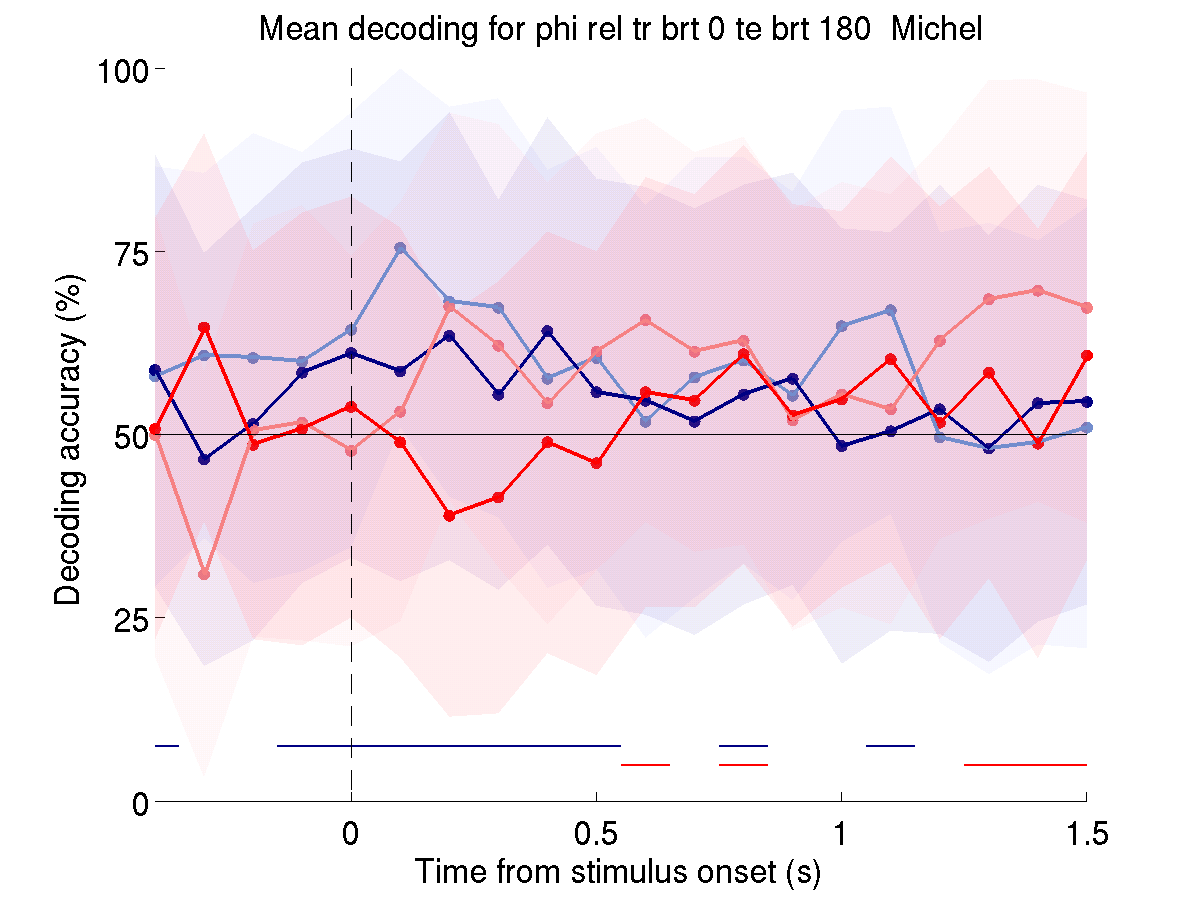 Mean decoding for phi rel tr brt 0 te brt 180  Michel
100
75
50
25
0
Decoding accuracy (%)
0 0.5 1 1.5
Time from stimulus onset (s)